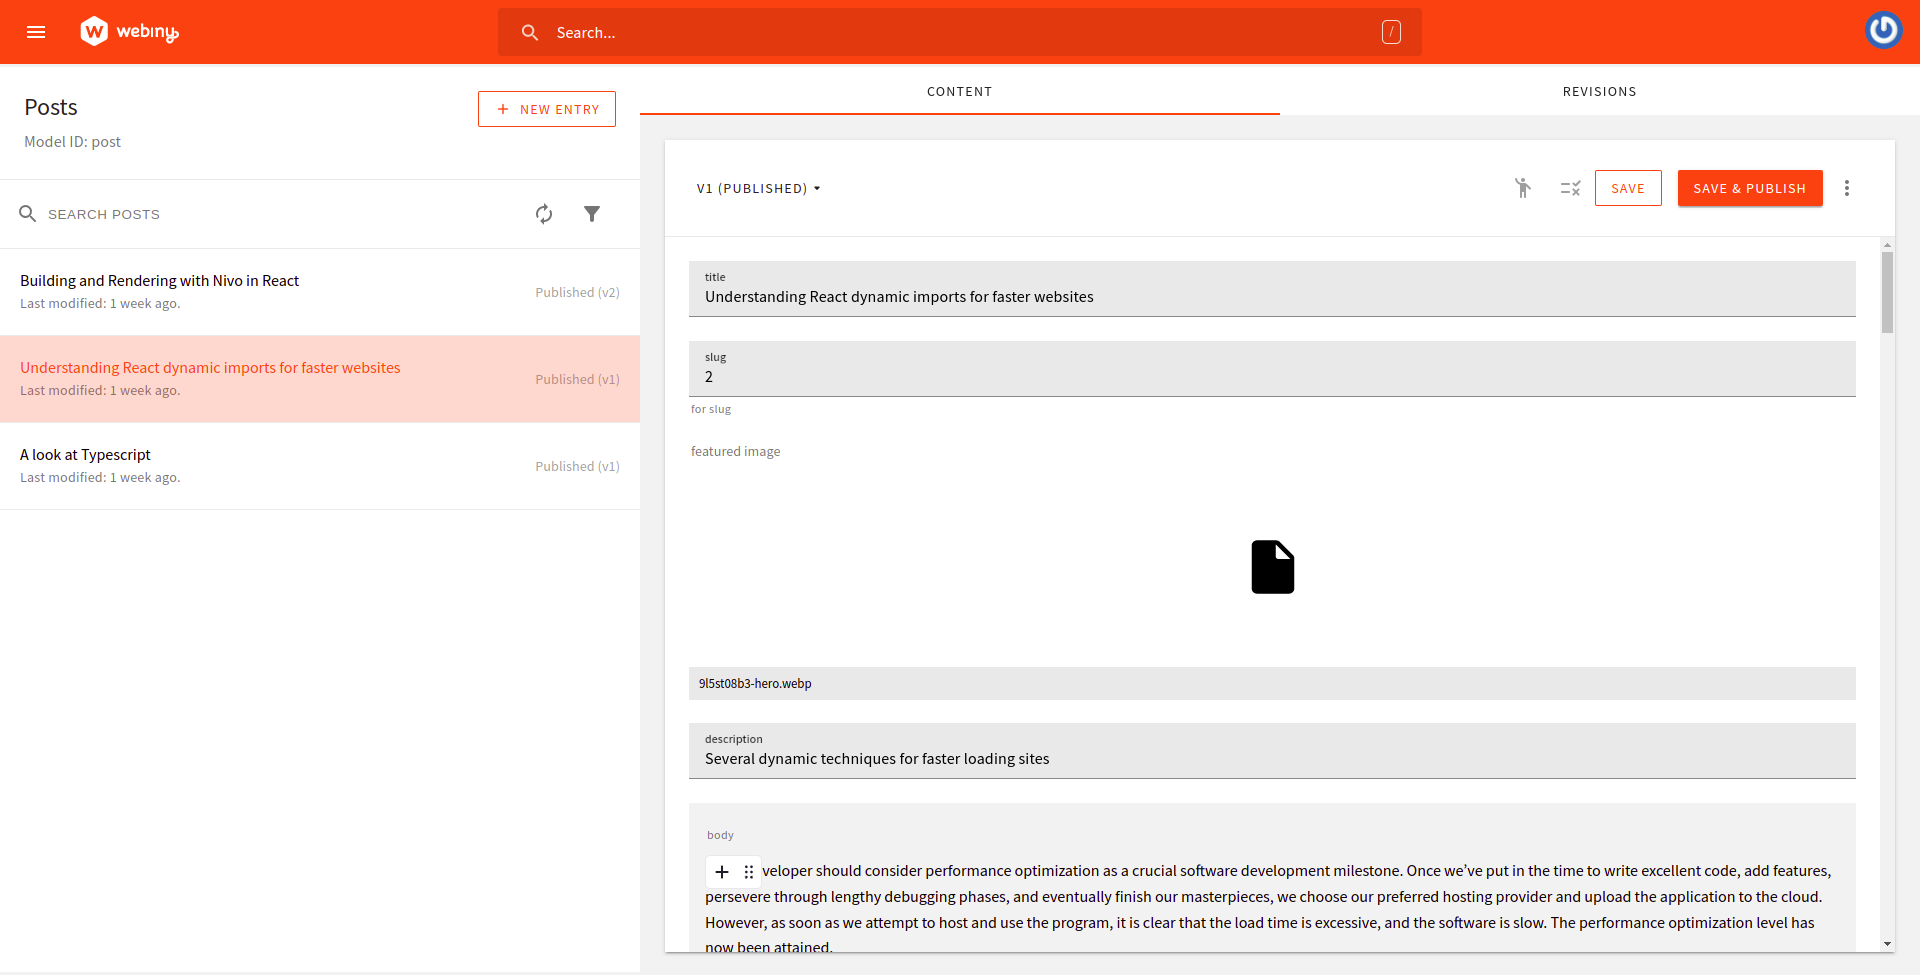 webiny
Search...
/
Posts
NEW ENTRY
Model ID: post
SEARCH POSTS
Building and Rendering with Nivo in React
Last modified: 1 week ago.
Published (v2)
Understanding React dynamic imports for faster websites
Last modified: 1 week ago.
Published (v1)
A look at Typescript
Last modified: 1 week ago.
Published (v1)
CONTENT
REVISIONS
V1 (PUBLISHED)
SAVE
SAVE & PUBLISH
title
Understanding React dynamic imports for faster websites
slug
2
for slug
featured image
9l5st08b3-hero.webp
description
Several dynamic techniques for faster loading sites
body
veloper should consider performance optimization as a crucial software development milestone. Once we’ve put in the time to write excellent code, add features,
persevere through lengthy debugging phases, and eventually finish our masterpieces, we choose our preferred hosting provider and upload the application to the cloud.
However, as soon as we attempt to host and use the program, it is clear that the load time is excessive, and the software is slow. The performance optimization level has
now been attained.